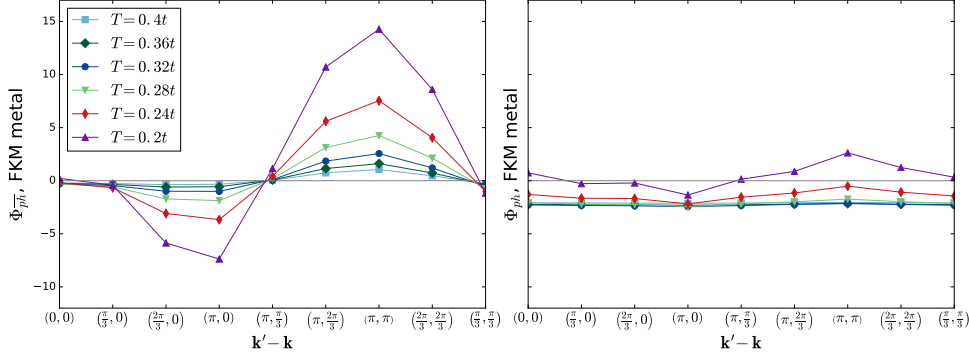 15
10
5
0
−5
−10
Φ_{\overline{ph}}, FKM metal
T=0.4t
T=0.36t
T=0.32t
T=0.28t
T=0.24t
T=0.2t
(0,0)
(π/3,0)
(2π/3,0)
(π,0)
(π,π/3)
(π,2π/3)
(π,π)
(2π/3,2π/3)
(π/3,π/3)
k′−k
Φ_{ph}, FKM metal
(0,0)
(π/3,0)
(2π/3,0)
(π,0)
(π,π/3)
(π,2π/3)
(π,π)
(2π/3,2π/3)
(π/3,π/3)
k′−k